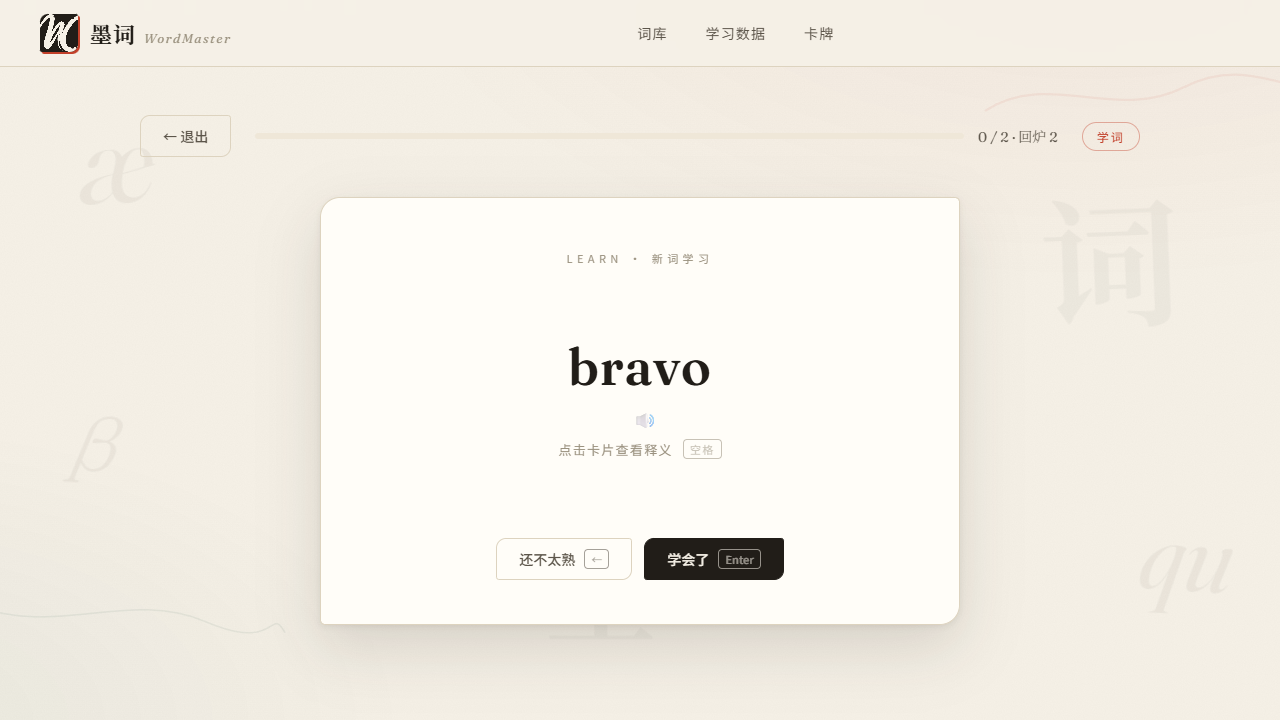 墨词 WordMaster
词库 学习数据 卡牌
← 退出
0 / 2 · 回炉 2
学词
æ
词
LEARN · 新词学习
bravo
点击卡片查看释义 空格
β
还不太熟 ←
学会了 Enter
qu